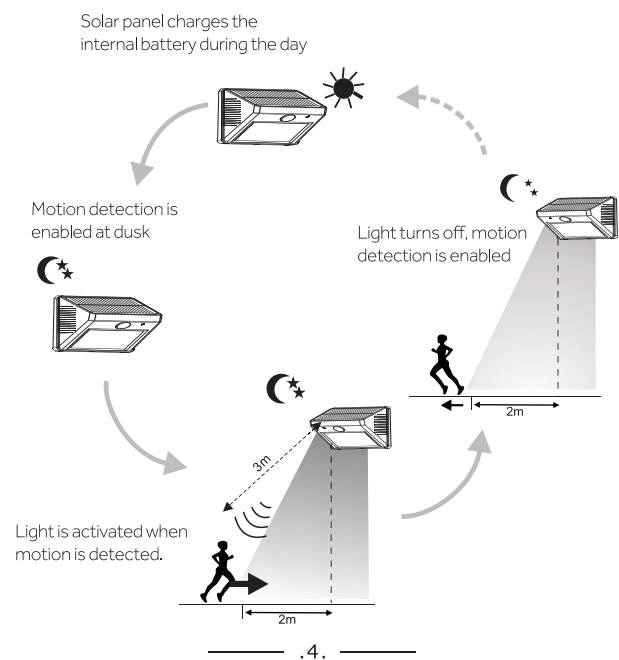 Solar panel charges the
internal battery during the day
Motion detection is
enabled at dusk
Light turns off, motion
detection is enabled
2m
3m
Light is activated when
motion is detected.
2m
.4.